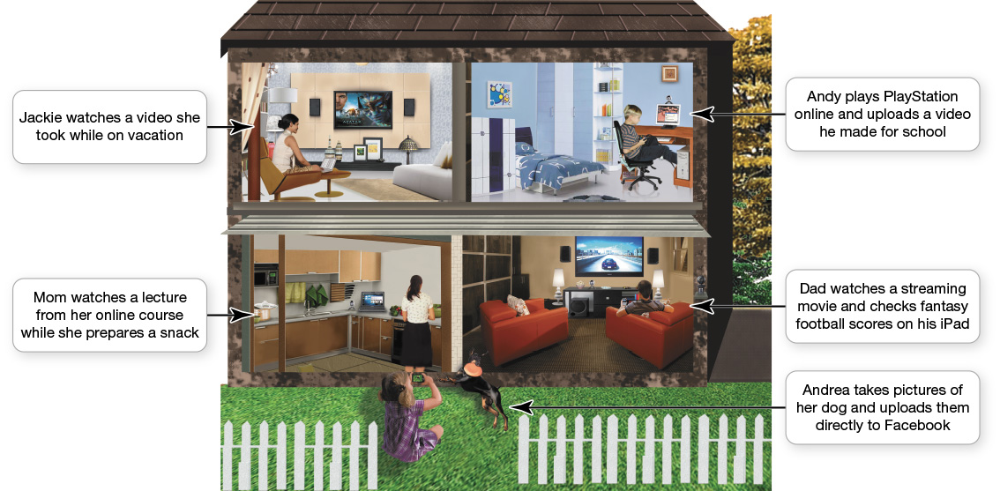 Jackie watches a video she
took while on vacation
Andy plays PlayStation
online and uploads a video
he made for school
Mom watches a lecture
from her online course
while she prepares a snack
Dad watches a streaming
movie and checks fantasy
football scores on his iPad
Andrea takes pictures of
her dog and uploads them
directly to Facebook
AVATAR